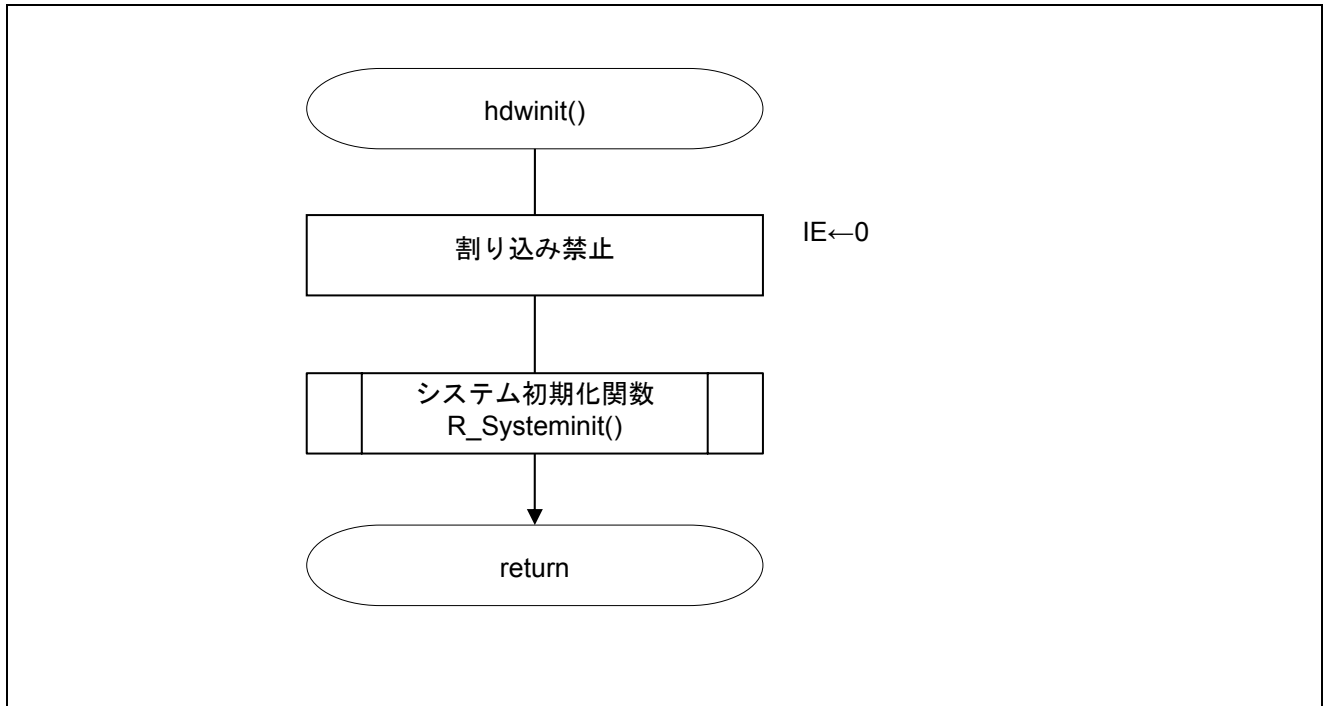 hdwinit()
割り込み禁止
IE←0
システム初期化関数
R_Systeminit()
return